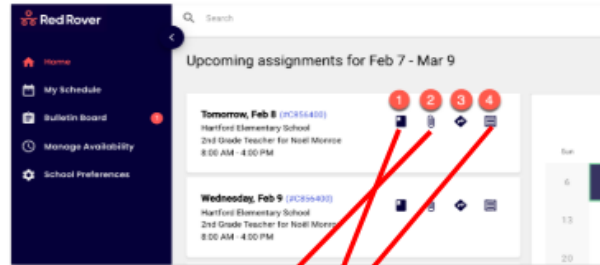 Red Rover
Search
Home
My Schedule
Bulletin Board
Manage Availability
School Preferences
Upcoming assignments for Feb 7 - Mar 9
1 2 3 4
Tomorrow, Feb 8 (#C856400)
Hartford Elementary School
2nd Grade Teacher for Noel Monroe
8:00 AM - 4:00 PM
Wednesday, Feb 9 (#C856400)
Hartford Elementary School
2nd Grade Teacher for Noël Monroe
8:00 AM - 4:00 PM
Sun
6
13
20